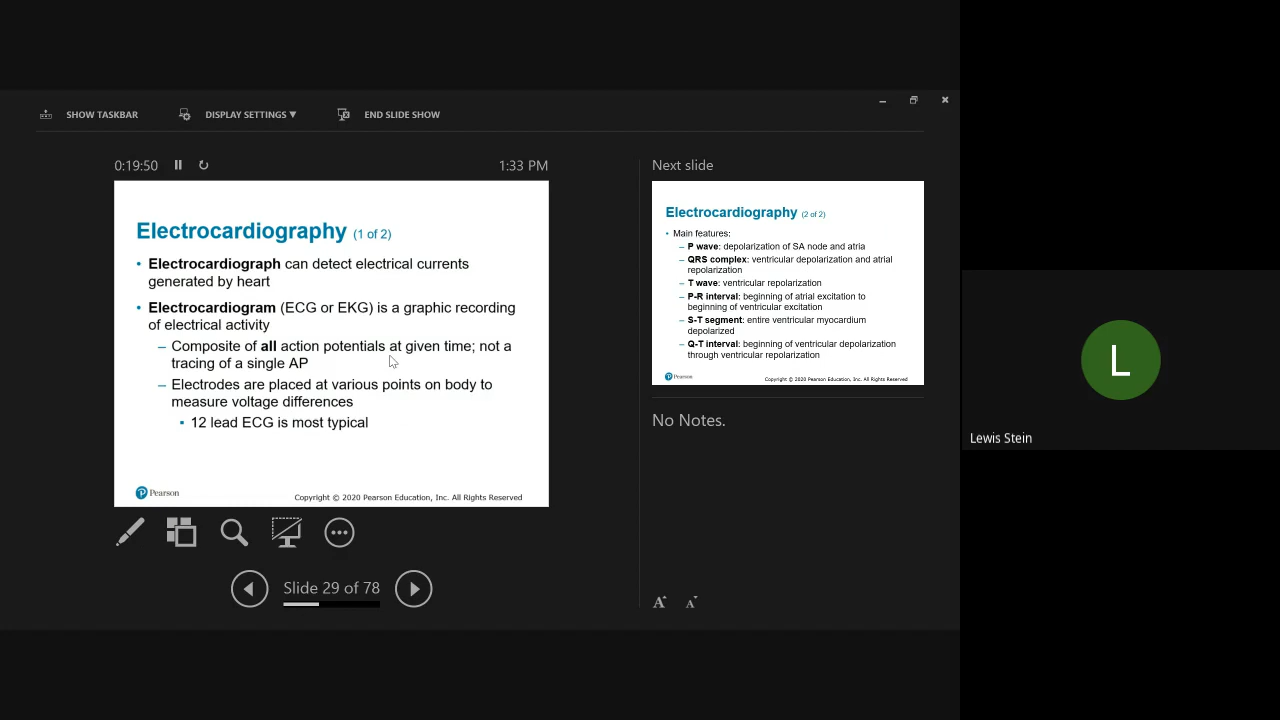 SHOW TASKBAR
DISPLAY SETTINGS ▼
END SLIDE SHOW
0:19:50
1:33 PM
Electrocardiography (1 of 2)
• Electrocardiograph can detect electrical currents
generated by heart
• Electrocardiogram (ECG or EKG) is a graphic recording
of electrical activity
– Composite of all action potentials at given time; not a
tracing of a single AP
– Electrodes are placed at various points on body to
measure voltage differences
▪ 12 lead ECG is most typical
P Pearson
Copyright © 2020 Pearson Education, Inc. All Rights Reserved
Slide 29 of 78
Next slide
Electrocardiography (2 of 2)
• Main features:
– P wave: depolarization of SA node and atria
– QRS complex: ventricular depolarization and atrial
repolarization
– T wave: ventricular repolarization
– P-R interval: beginning of atrial excitation to
beginning of ventricular excitation
– S-T segment: entire ventricular myocardium
depolarized
– Q-T interval: beginning of ventricular depolarization
through ventricular repolarization
P Pearson
Copyright © 2020 Pearson Education, Inc. All Rights Reserved
No Notes.
A A
L
Lewis Stein